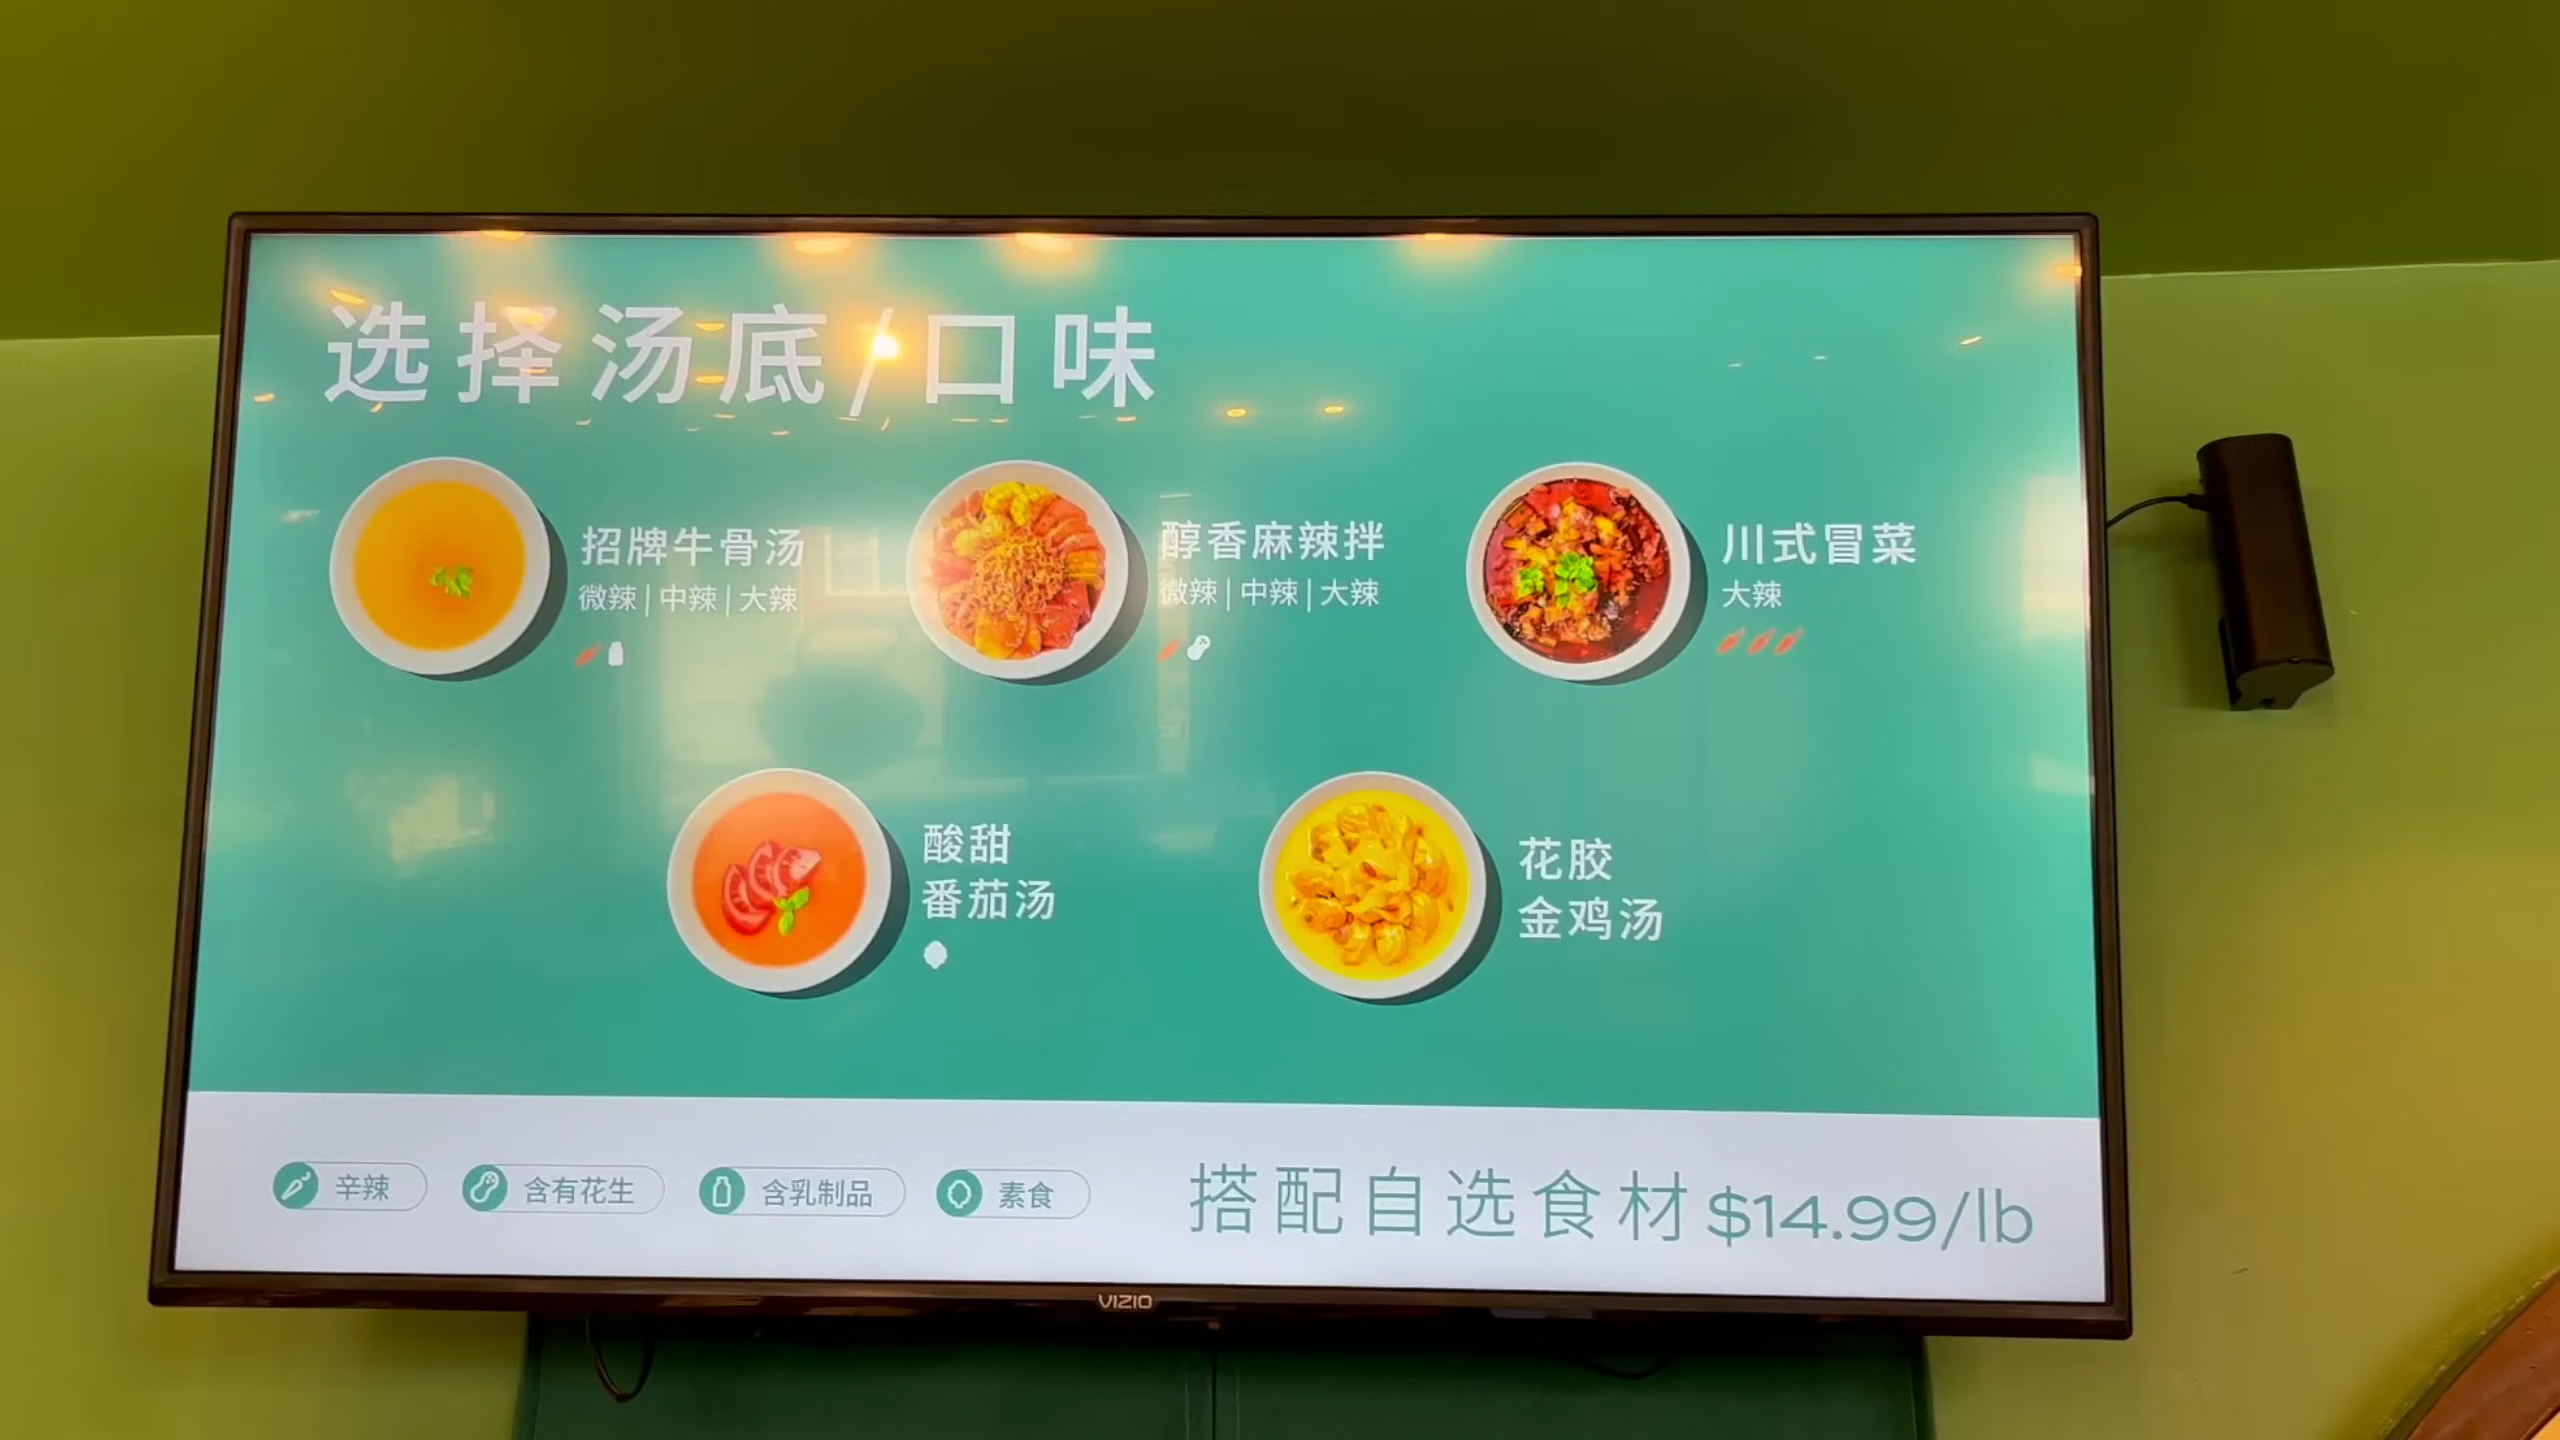 选择汤底/口味
招牌牛骨汤
微辣|中辣|大辣
醇香麻辣拌
微辣|中辣|大辣
川式冒菜
大辣
酸甜
番茄汤
花胶
金鸡汤
辛辣
含有花生
含乳制品
素食
搭配自选食材$14.99/lb
VIZIO